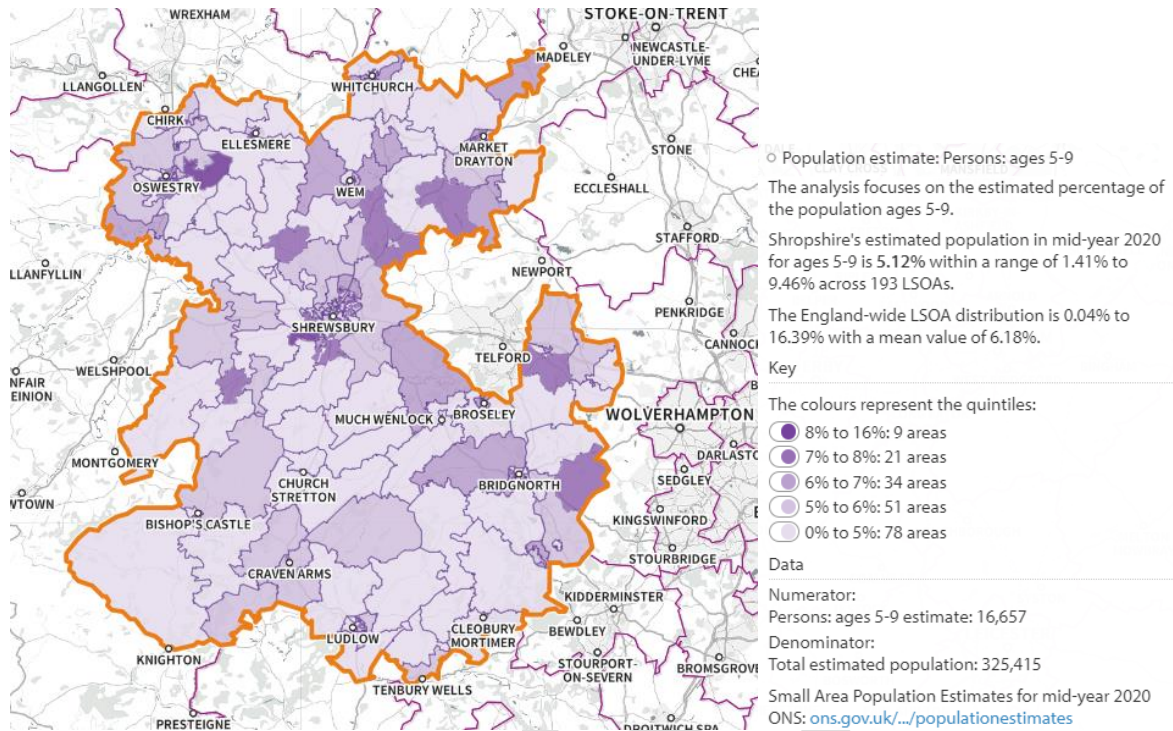 WREXHAM
STOKE-ON-TRENT
NEWCASTLE-
UNDER-LYME
MADELEY
LLANGOLLEN
WHITCHURCH
CHIRK
ELLESMERE
MARKET
DRAYTON
STONE
OSWESTRY
WEM
ECCLESHALL
STAFFORD
LLANFYLLIN
NEWPORT
PENKRIDGE
SHREWSBURY
TELFORD
CANNOCK
WELSHPOOL
NFAIR
EINION
MUCH WENLOCK
BROSELEY
WOLVERHAMPTON
DARLASTO
MONTGOMERY
SEDGLEY
WTOWN
CHURCH
STRETTON
BRIDGNORTH
BISHOP'S CASTLE
KINGSWINFORD
STOURBRIDGE
CRAVEN ARMS
KIDDERMINSTER
LUDLOW
CLEOBURY
MORTIMER
BEWDLEY
KNIGHTON
STOURPORT-
ON-SEVERN
BROMSGROVE
TENBURY WELLS
PRESTEIGNE
DROITWICH SPA
Population estimate: Persons: ages 5-9
The analysis focuses on the estimated percentage of
the population ages 5-9.
Shropshire's estimated population in mid-year 2020
for ages 5-9 is 5.12% within a range of 1.41% to
9.46% across 193 LSOAs.
The England-wide LSOA distribution is 0.04% to
16.39% with a mean value of 6.18%.
Key
The colours represent the quintiles:
8% to 16%: 9 areas
7% to 8%: 21 areas
6% to 7%: 34 areas
5% to 6%: 51 areas
0% to 5%: 78 areas
Data
Numerator:
Persons: ages 5-9 estimate: 16,657
Denominator:
Total estimated population: 325,415
Small Area Population Estimates for mid-year 2020
ONS: ons.gov.uk/.../populationestimates